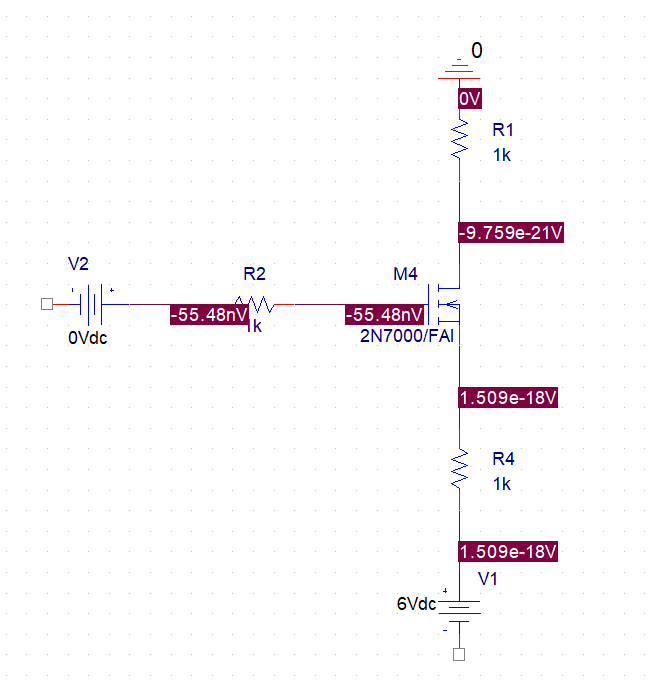 0
0V
R1
1k
-9.759e-21V
V2
R2
M4
-55.48nV
-55.48nV
0Vdc
1k
2N7000/FAI
1.509e-18V
R4
1k
1.509e-18V
V1
+
6Vdc
-